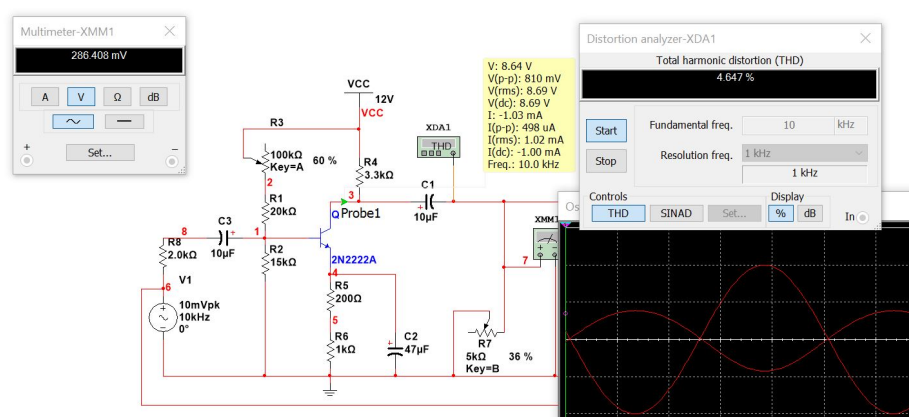 Multimeter-XMM1
286.408 mV
A
V
Ω
dB
Set...
+
−
VCC
12V
VCC
R3
100kΩ
Key=A
60 %
2
R1
20kΩ
R4
3.3kΩ
3
Probe1
Q
2N2222A
C1
10µF
XDA1
THD
V: 8.64 V
V(p-p): 810 mV
V(rms): 8.69 V
V(dc): 8.69 V
I: -1.03 mA
I(p-p): 498 uA
I(rms): 1.02 mA
I(dc): -1.00 mA
Freq.: 10.0 kHz
8
C3
10µF
1
R8
2.0kΩ
R2
15kΩ
V1
6
10mVpk
10kHz
0°
4
R5
200Ω
5
R6
1kΩ
C2
47µF
R7
5kΩ
Key=B
36 %
7
XMM1
Distortion analyzer-XDA1
Total harmonic distortion (THD)
4.647 %
Start
Stop
Fundamental freq.
10
kHz
Resolution freq.
1 kHz
1 kHz
Controls
THD
SINAD
Set...
Display
%
dB
In